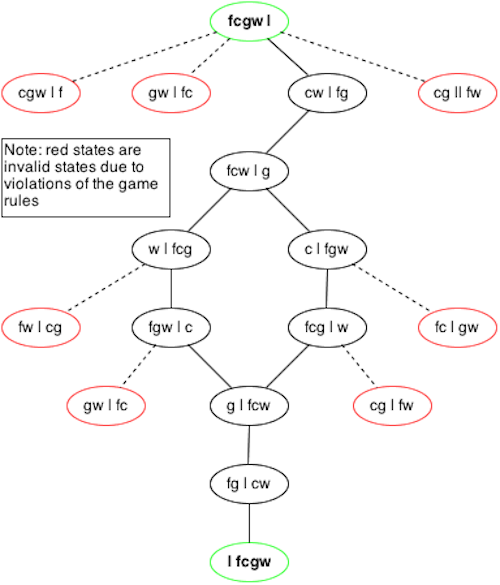 fcgw l
cgw l f
gw l fc
cw l fg
cg ll fw
Note: red states are
invalid states due to
violations of the game
rules
fcw l g
w l fcg
c l fgw
fw l cg
fgw l c
fcg l w
fc l gw
gw l fc
g l fcw
cg l fw
fg l cw
l fcgw